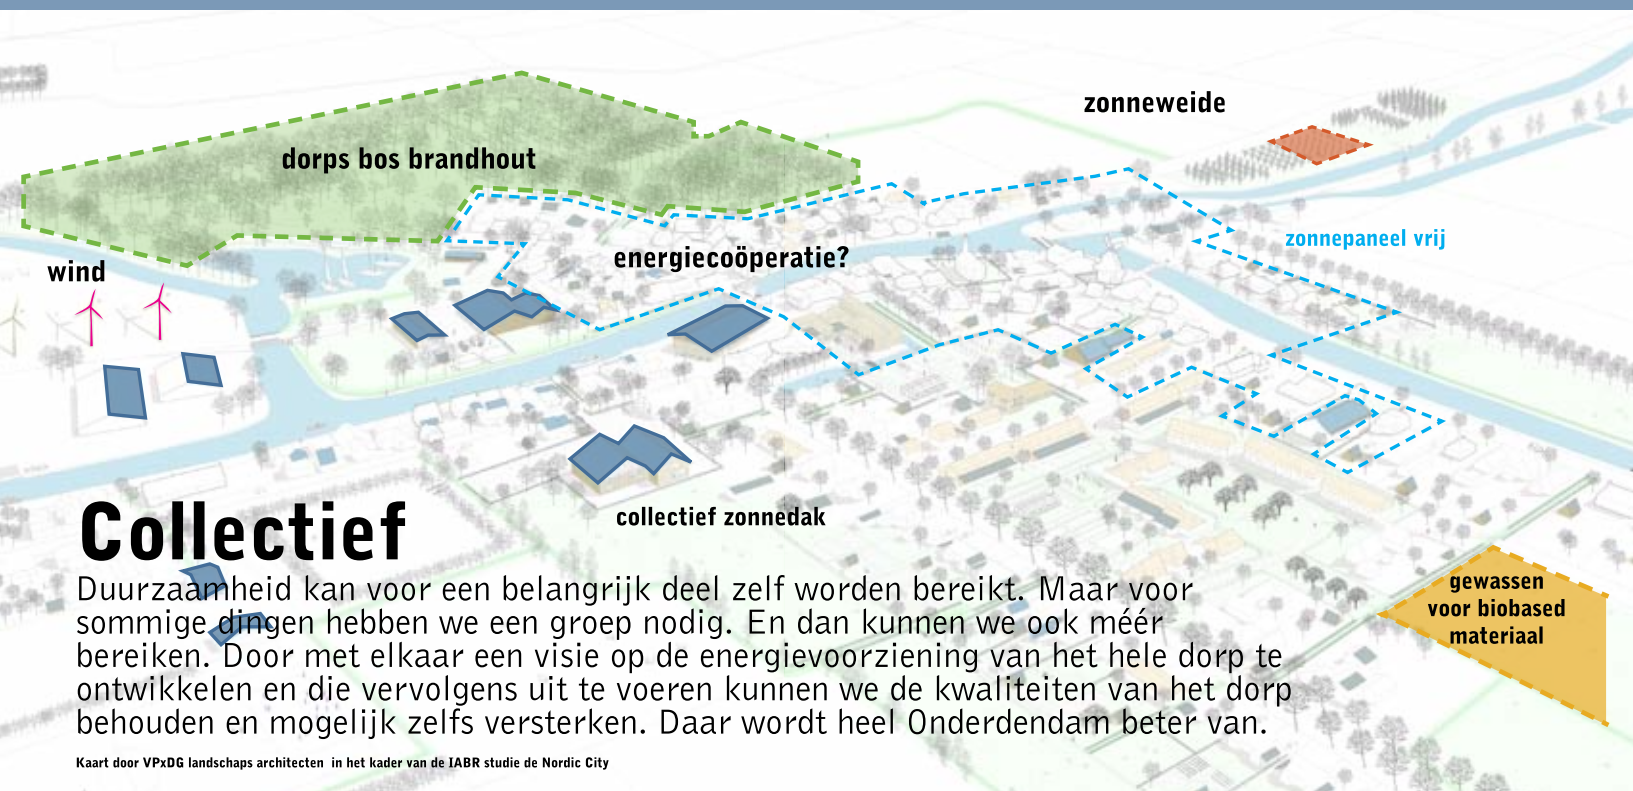 zonneweide
dorps bos brandhout
zonnepaneel vrij
energiecoöperatie?
wind
collectief zonnedak
Collectief
gewassen
voor biobased
materiaal
Duurzaamheid kan voor een belangrijk deel zelf worden bereikt. Maar voor
sommige dingen hebben we een groep nodig. En dan kunnen we ook méér
bereiken. Door met elkaar een visie op de energievoorziening van het hele dorp te
ontwikkelen en die vervolgens uit te voeren kunnen we de kwaliteiten van het dorp
behouden en mogelijk zelfs versterken. Daar wordt heel Onderdendam beter van.
Kaart door VPxDG landschaps architecten in het kader van de IABR studie de Nordic City